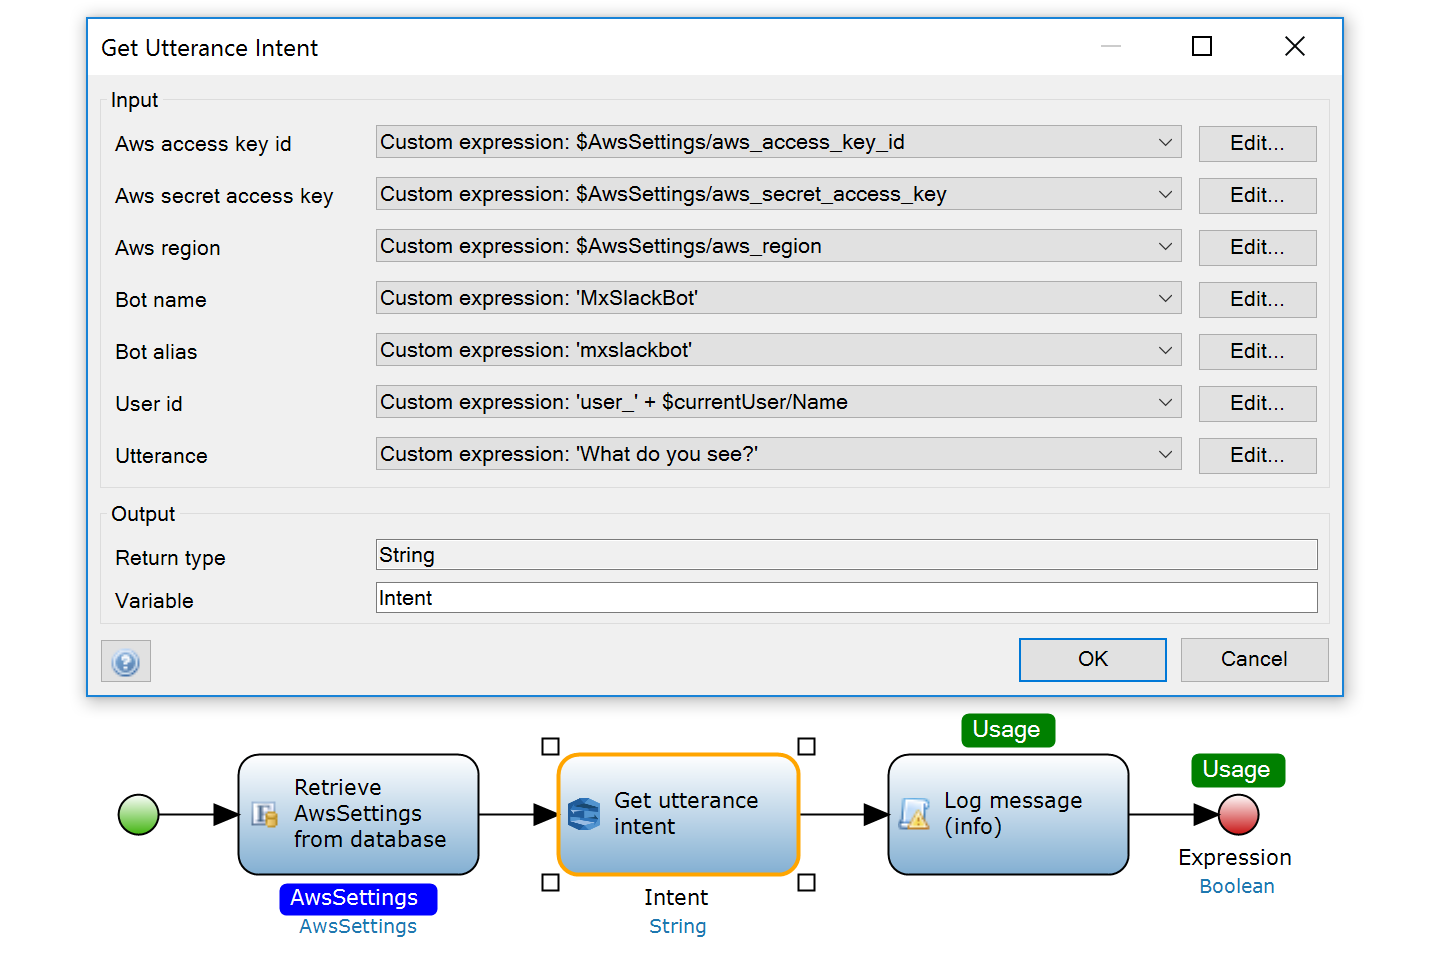 Get Utterance Intent
Input
Aws access key id
Custom expression: $AwsSettings/aws_access_key_id
Edit...
Aws secret access key
Custom expression: $AwsSettings/aws_secret_access_key
Edit...
Aws region
Custom expression: $AwsSettings/aws_region
Edit...
Bot name
Custom expression: 'MxSlackBot'
Edit...
Bot alias
Custom expression: 'mxslackbot'
Edit...
User id
Custom expression: 'user_' + $currentUser/Name
Edit...
Utterance
Custom expression: 'What do you see?'
Edit...
Output
Return type
String
Variable
Intent
?
OK
Cancel
Retrieve
AwsSettings
from database
AwsSettings
AwsSettings
Get utterance
intent
Intent
String
Usage
Log message
(info)
Usage
Expression
Boolean